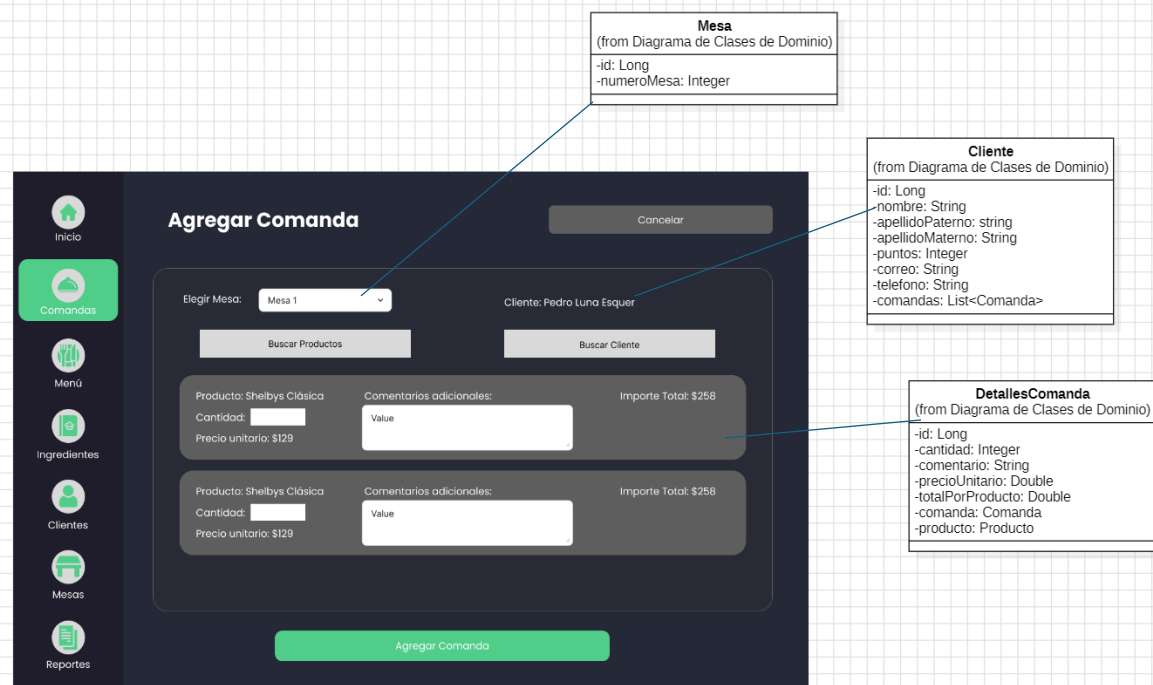 Mesa
(from Diagrama de Clases de Dominio)
-id: Long
-numeroMesa: Integer
Cliente
(from Diagrama de Clases de Dominio)
-id: Long
-nombre: String
-apellidoPaterno: string
-apellidoMaterno: String
-puntos: Integer
-correo: String
-telefono: String
-comandas: List<Comanda>
DetallesComanda
(from Diagrama de Clases de Dominio)
-id: Long
-cantidad: Integer
-comentario: String
-precioUnitario: Double
-totalPorProducto: Double
-comanda: Comanda
-producto: Producto
Inicio
Comandas
Menú
Ingredientes
Clientes
Mesas
Reportes
Agregar Comanda
Cancelar
Elegir Mesa:
Mesa 1
Cliente: Pedro Luna Esquer
Buscar Productos
Buscar Cliente
Producto: Shelbys Clásica
Comentarios adicionales:
Importe Total: $258
Cantidad:
Value
Precio unitario: $129
Producto: Shelbys Clásica
Comentarios adicionales:
Importe Total: $258
Cantidad:
Value
Precio unitario: $129
Agregar Comanda